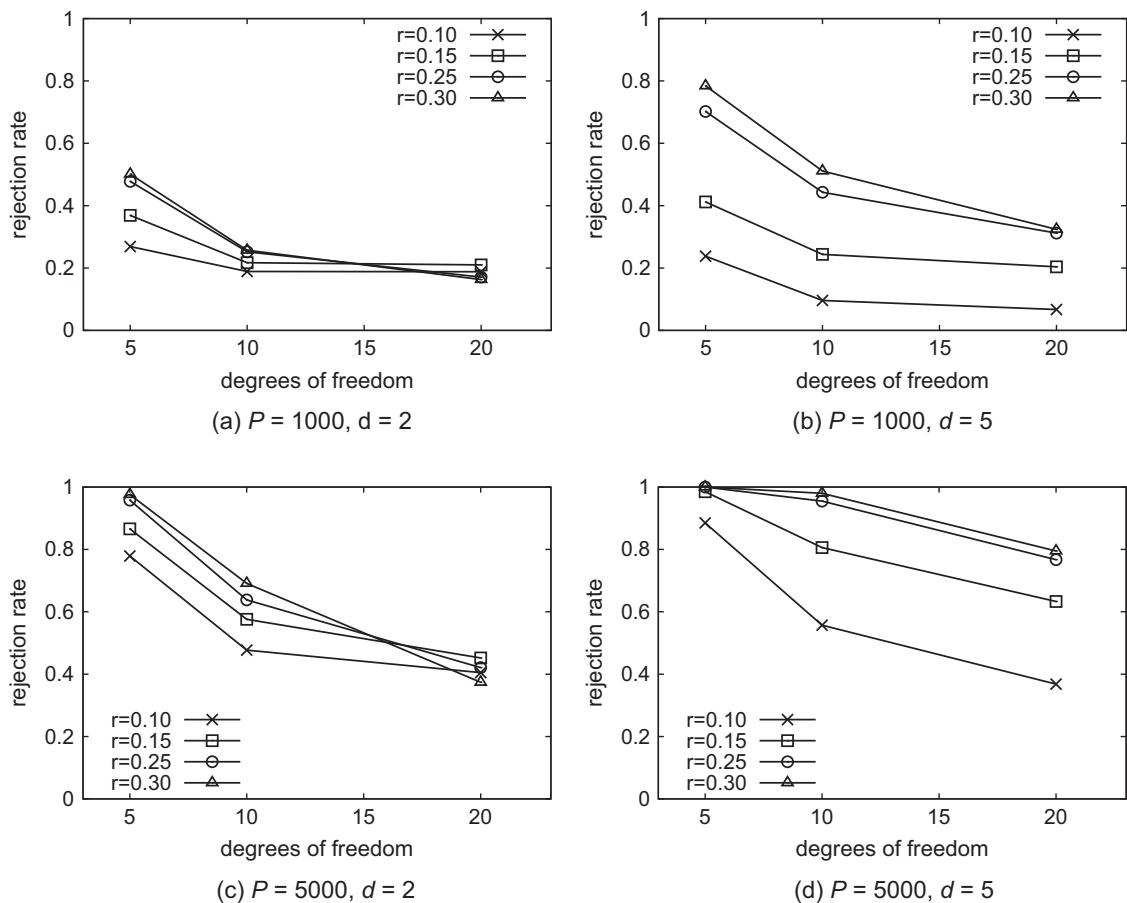 1
0.8
0.6
0.4
0.2
0
rejection rate
r=0.10
r=0.15
r=0.25
r=0.30
5 10 15 20
degrees of freedom
(a) P = 1000, d = 2
1
0.8
0.6
0.4
0.2
0
rejection rate
r=0.10
r=0.15
r=0.25
r=0.30
5 10 15 20
degrees of freedom
(b) P = 1000, d = 5
1
0.8
0.6
0.4
0.2
0
rejection rate
r=0.10
r=0.15
r=0.25
r=0.30
5 10 15 20
degrees of freedom
(c) P = 5000, d = 2
1
0.8
0.6
0.4
0.2
0
rejection rate
r=0.10
r=0.15
r=0.25
r=0.30
5 10 15 20
degrees of freedom
(d) P = 5000, d = 5